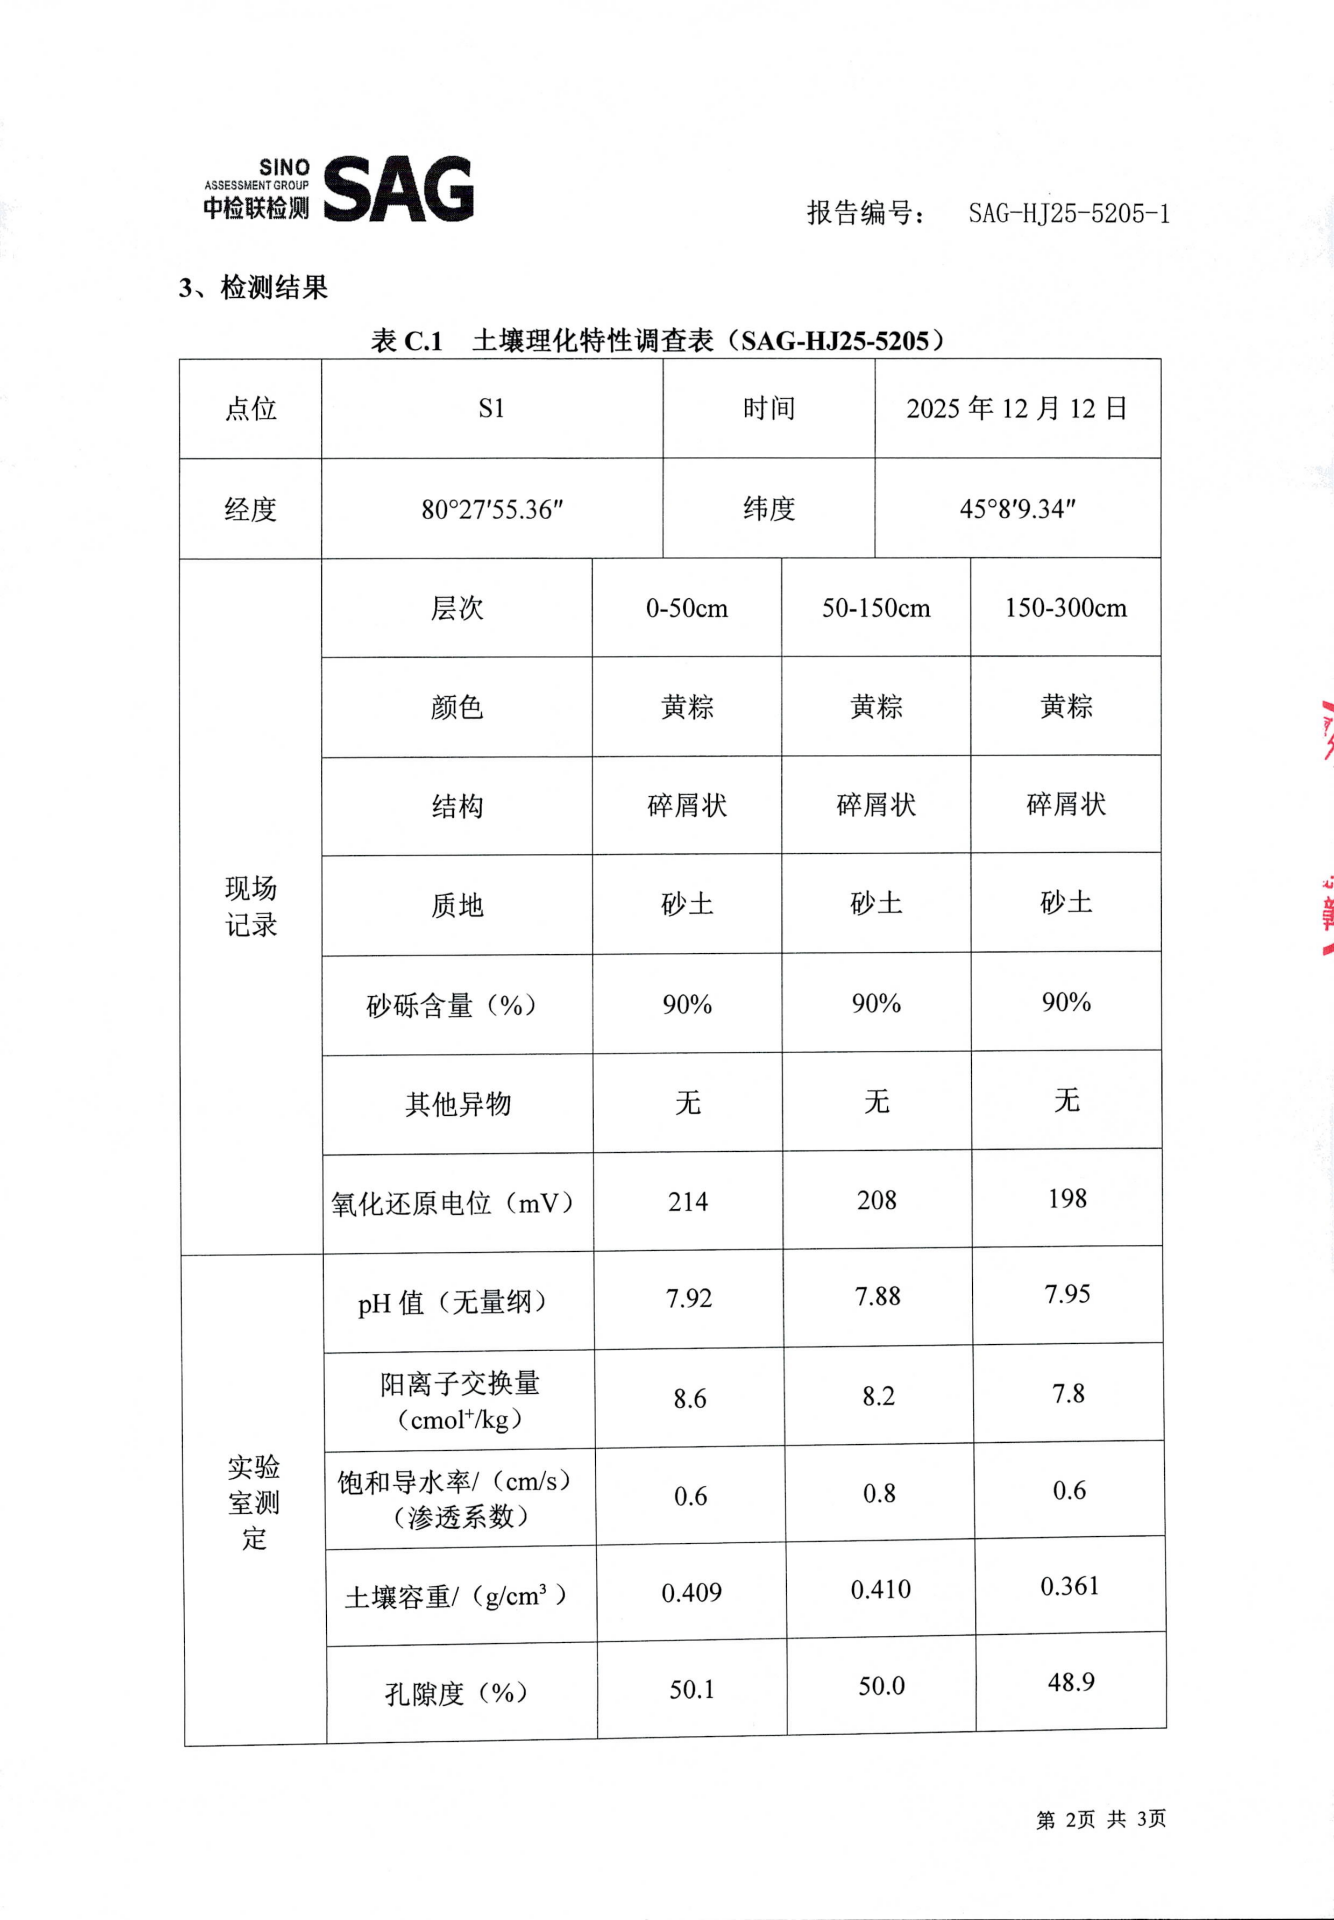 SINO
ASSESSMENT GROUP
中检联检测
SAG
报告编号： SAG-HJ25-5205-1
3、检测结果
表 C.1 土壤理化特性调查表（SAG-HJ25-5205）
点位 S1 时间 2025 年 12 月 12 日
经度 80°27′55.36″ 纬度 45°8′9.34″
现场
记录
层次 0-50cm 50-150cm 150-300cm
颜色 黄粽 黄粽 黄粽
结构 碎屑状 碎屑状 碎屑状
质地 砂土 砂土 砂土
砂砾含量（%） 90% 90% 90%
其他异物 无 无 无
氧化还原电位（mV） 214 208 198
实验
室测
定
pH 值（无量纲） 7.92 7.88 7.95
阳离子交换量
（cmol⁺/kg） 8.6 8.2 7.8
饱和导水率/（cm/s）
（渗透系数） 0.6 0.8 0.6
土壤容重/（g/cm³ ） 0.409 0.410 0.361
孔隙度（%） 50.1 50.0 48.9
第 2页 共 3页